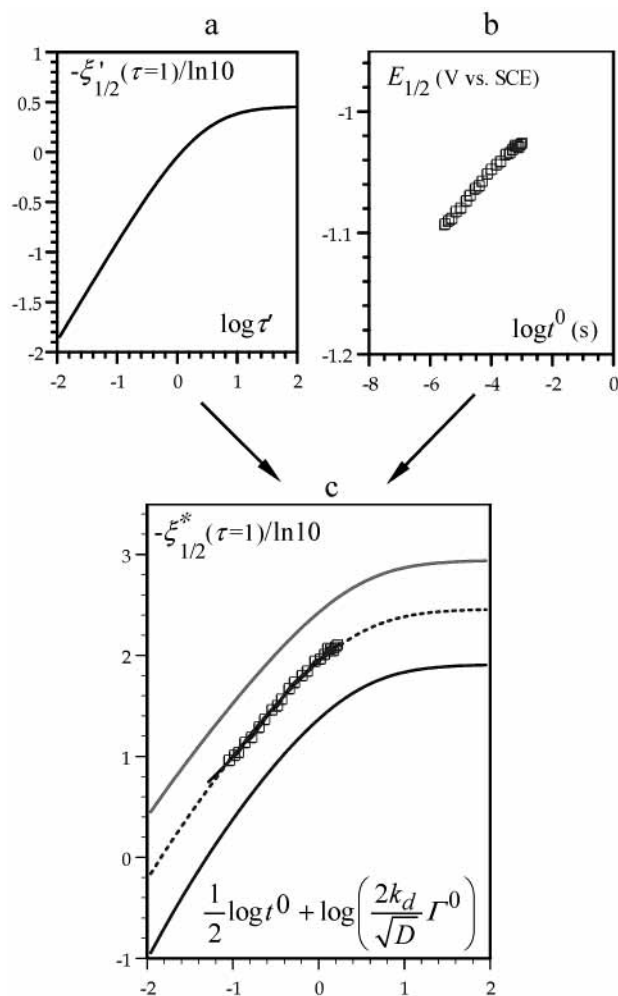 a
b
-ξ'1/2(τ=1)/ln10
1
0.5
0
-0.5
-1
-1.5
-2
-2 -1 0 1 2
log τ'
E1/2 (V vs. SCE)
-1
-1.1
-1.2
-8 -6 -4 -2 0
log t0 (s)
c
-ξ*1/2(τ=1)/ln10
3
2
1
0
-1
-2 -1 0 1 2
1/2 log t0 + log(2kd/√D Γ0)